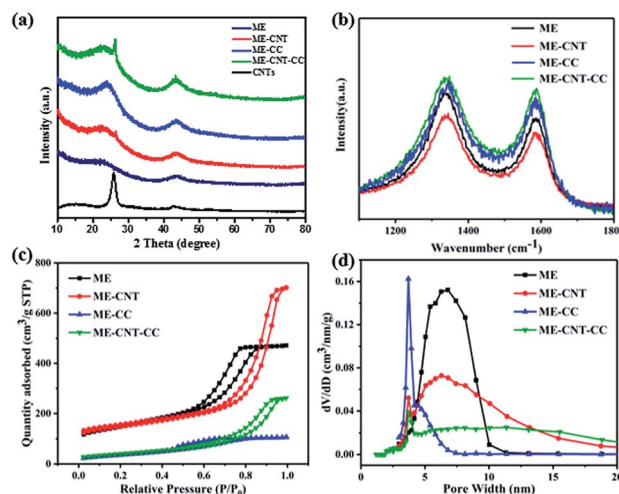 (a)
ME
ME-CNT
ME-CC
ME-CNT-CC
CNTs
Intensity (a.u.)
10 20 30 40 50 60 70 80
2 Theta (degree)
(b)
ME
ME-CNT
ME-CC
ME-CNT-CC
Intensity(a.u.)
1200 1400 1600 1800
Wavenumber (cm-1)
(c)
ME
ME-CNT
ME-CC
ME-CNT-CC
Quantity adsorbed (cm3/g STP)
800
600
400
200
0
0.0 0.2 0.4 0.6 0.8 1.0
Relative Pressure (P/P0)
(d)
ME
ME-CNT
ME-CC
ME-CNT-CC
dV/dD (cm3/nm/g)
0.16
0.12
0.08
0.04
0.00
0 5 10 15 20
Pore Width (nm)